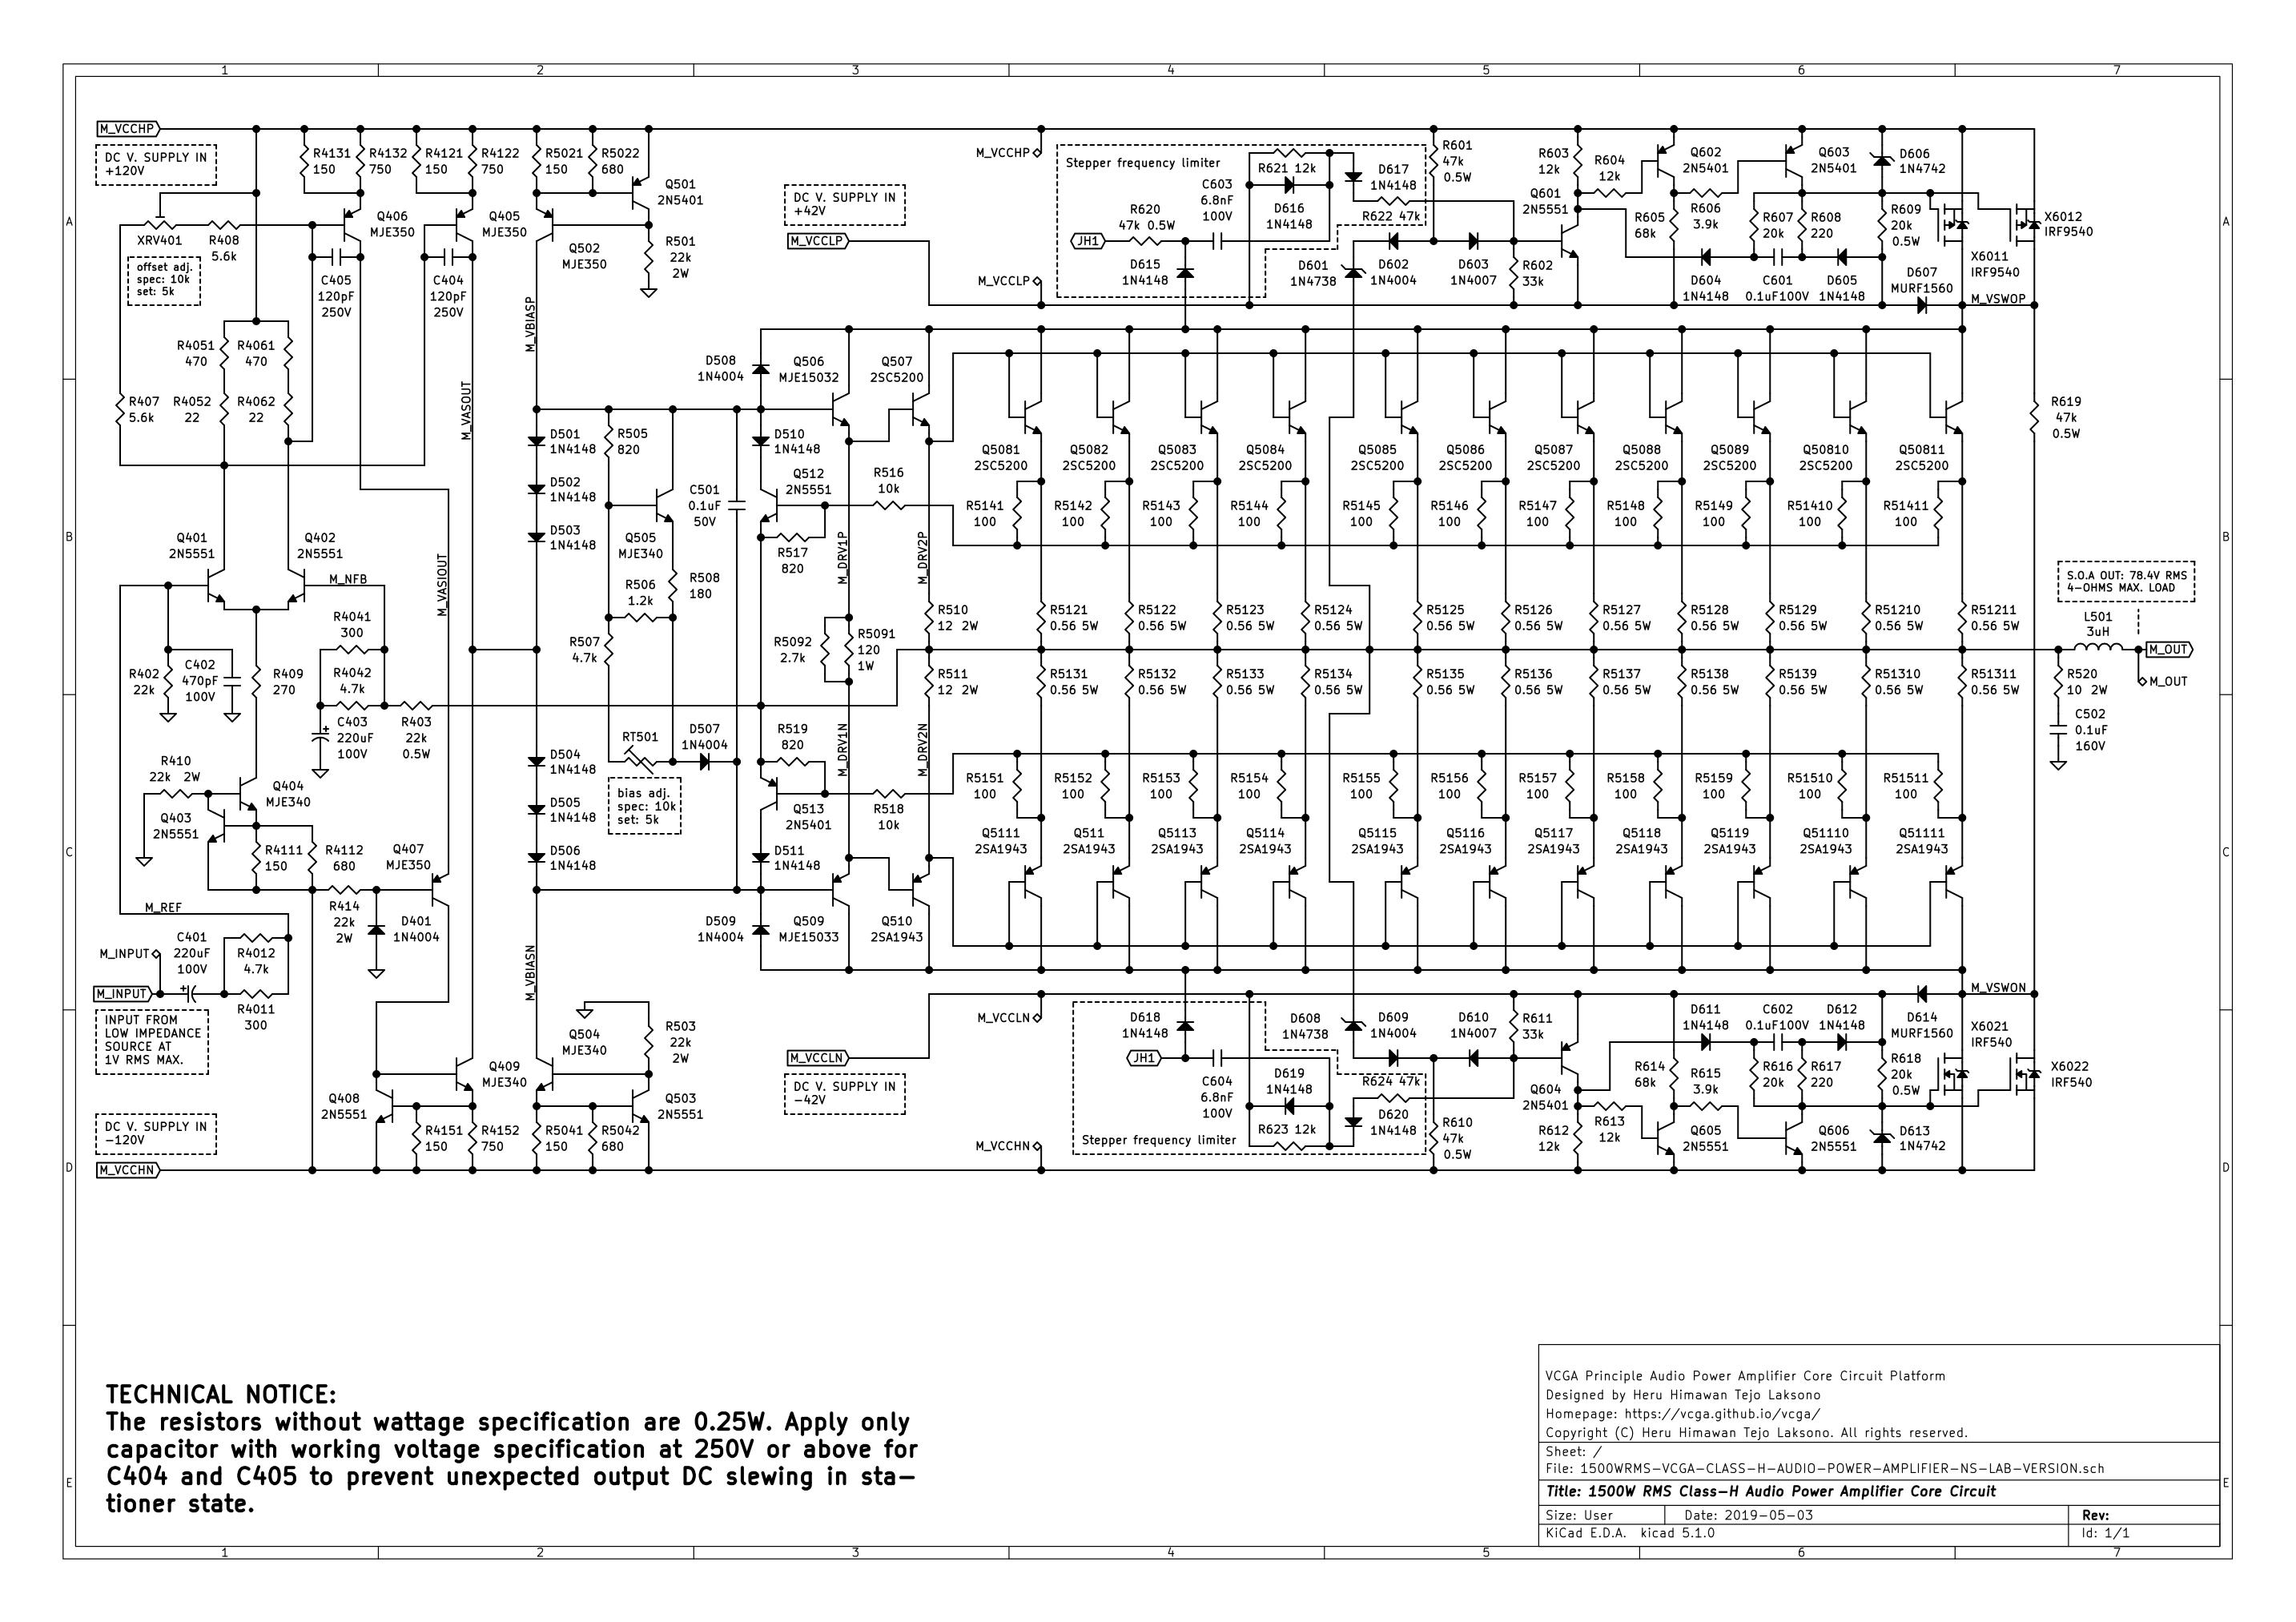 1 2 3 4 5 6 7
A A
B B
C C
D D
E E
1 2 3 4 5 6 7
M_VCCHP
DC V. SUPPLY IN
+120V
R4131
150
R4132
750
R4121
150
R4122
750
R5021
150
R5022
680
Q501
2N5401
Q406
MJE350
Q405
MJE350
Q502
MJE350
R501
22k
2W
XRV401
R408
5.6k
offset adj.
spec: 10k
set: 5k
C405
120pF
250V
C404
120pF
250V
M_VBIASP
R4051
470
R4061
470
R407
5.6k
R4052
22
R4062
22
M_VASOUT
DC V. SUPPLY IN
+42V
M_VCCLP
M_VCCHP
M_VCCLP
Stepper frequency limiter
R621 12k
D617
1N4148
C603
6.8nF
100V
D616
1N4148
R620
47k 0.5W
R622 47k
JH1
D615
1N4148
D601
1N4738
D602
1N4004
D603
1N4007
R601
47k
0.5W
R602
33k
R603
12k
R604
12k
Q601
2N5551
Q602
2N5401
Q603
2N5401
D606
1N4742
R605
68k
R606
3.9k
R607
20k
R608
220
R609
20k
0.5W
D604
1N4148
C601
0.1uF100V
D605
1N4148
D607
MURF1560
X6011
IRF9540
X6012
IRF9540
M_VSWOP
D508
1N4004
Q506
MJE15032
Q507
2SC5200
D501
1N4148
D502
1N4148
D503
1N4148
R505
820
C501
0.1uF
50V
D510
1N4148
Q512
2N5551
R516
10k
Q505
MJE340
R517
820
R506
1.2k
R508
180
R507
4.7k
M_DRV1P
M_DRV2P
Q5081
2SC5200
Q5082
2SC5200
Q5083
2SC5200
Q5084
2SC5200
Q5085
2SC5200
Q5086
2SC5200
Q5087
2SC5200
Q5088
2SC5200
Q5089
2SC5200
Q50810
2SC5200
Q50811
2SC5200
R619
47k
0.5W
R5141
100
R5142
100
R5143
100
R5144
100
R5145
100
R5146
100
R5147
100
R5148
100
R5149
100
R51410
100
R51411
100
Q401
2N5551
Q402
2N5551
M_NFB
M_VASIOUT
R4041
300
R402
22k
C402
470pF
100V
R409
270
R4042
4.7k
C403
220uF
100V
R403
22k
0.5W
R5092
2.7k
R5091
120
1W
R510
12 2W
R5121
0.56 5W
R5122
0.56 5W
R5123
0.56 5W
R5124
0.56 5W
R5125
0.56 5W
R5126
0.56 5W
R5127
0.56 5W
R5128
0.56 5W
R5129
0.56 5W
R51210
0.56 5W
R51211
0.56 5W
R511
12 2W
R5131
0.56 5W
R5132
0.56 5W
R5133
0.56 5W
R5134
0.56 5W
R5135
0.56 5W
R5136
0.56 5W
R5137
0.56 5W
R5138
0.56 5W
R5139
0.56 5W
R51310
0.56 5W
R51311
0.56 5W
S.O.A OUT: 78.4V RMS
4-OHMS MAX. LOAD
L501
3uH
M_OUT
M_OUT
R520
10 2W
C502
0.1uF
160V
R410
22k 2W
Q404
MJE340
Q403
2N5551
R4111
150
R4112
680
Q407
MJE350
R414
22k
2W
D401
1N4004
D504
1N4148
D505
1N4148
D506
1N4148
RT501
bias adj.
spec: 10k
set: 5k
D507
1N4004
R519
820
Q513
2N5401
R518
10k
D511
1N4148
M_DRV1N
M_DRV2N
D509
1N4004
Q509
MJE15033
Q510
2SA1943
R5151
100
R5152
100
R5153
100
R5154
100
R5155
100
R5156
100
R5157
100
R5158
100
R5159
100
R51510
100
R51511
100
Q5111
2SA1943
Q511
2SA1943
Q5113
2SA1943
Q5114
2SA1943
Q5115
2SA1943
Q5116
2SA1943
Q5117
2SA1943
Q5118
2SA1943
Q5119
2SA1943
Q51110
2SA1943
Q51111
2SA1943
M_REF
M_INPUT
C401
220uF
100V
R4012
4.7k
M_INPUT
R4011
300
INPUT FROM
LOW IMPEDANCE
SOURCE AT
1V RMS MAX.
M_VBIASN
Q504
MJE340
R503
22k
2W
Q409
MJE340
Q408
2N5551
Q503
2N5551
R4151
150
R4152
750
R5041
150
R5042
680
DC V. SUPPLY IN
-120V
M_VCCHN
M_VCCLN
DC V. SUPPLY IN
-42V
M_VCCLN
M_VCCHN
D618
1N4148
D608
1N4738
D609
1N4004
D610
1N4007
R611
33k
JH1
C604
6.8nF
100V
D619
1N4148
R624 47k
D620
1N4148
R623 12k
Stepper frequency limiter
R610
47k
0.5W
Q604
2N5401
R612
12k
R613
12k
R614
68k
R615
3.9k
D611
1N4148
C602
0.1uF100V
D612
1N4148
R616
20k
R617
220
R618
20k
0.5W
Q605
2N5551
Q606
2N5551
D613
1N4742
M_VSWON
D614
MURF1560
X6021
IRF540
X6022
IRF540
TECHNICAL NOTICE:
The resistors without wattage specification are 0.25W. Apply only
capacitor with working voltage specification at 250V or above for
C404 and C405 to prevent unexpected output DC slewing in sta-
tioner state.
VCGA Principle Audio Power Amplifier Core Circuit Platform
Designed by Heru Himawan Tejo Laksono
Homepage: https://vcga.github.io/vcga/
Copyright (C) Heru Himawan Tejo Laksono. All rights reserved.
Sheet: /
File: 1500WRMS-VCGA-CLASS-H-AUDIO-POWER-AMPLIFIER-NS-LAB-VERSION.sch
Title: 1500W RMS Class-H Audio Power Amplifier Core Circuit
Size: User Date: 2019-05-03 Rev:
KiCad E.D.A. kicad 5.1.0 Id: 1/1